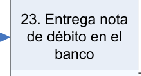 23. Entrega nota
de débito en el
banco